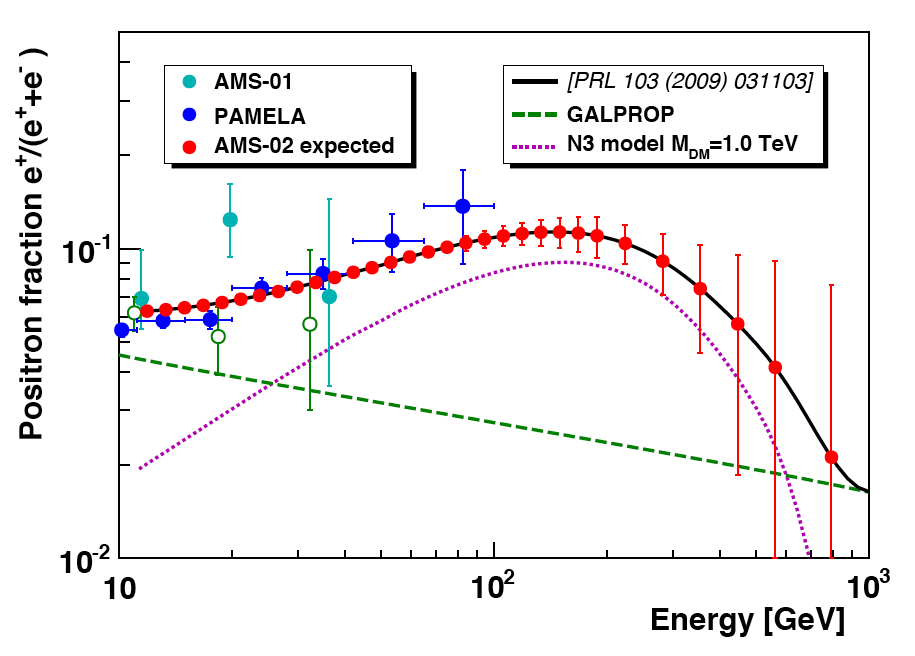 AMS-01
PAMELA
AMS-02 expected
[PRL 103 (2009) 031103]
GALPROP
N3 model M_DM=1.0 TeV
Positron fraction e⁺/(e⁺+e⁻)
10⁻¹
10⁻²
10
10²
10³
Energy [GeV]